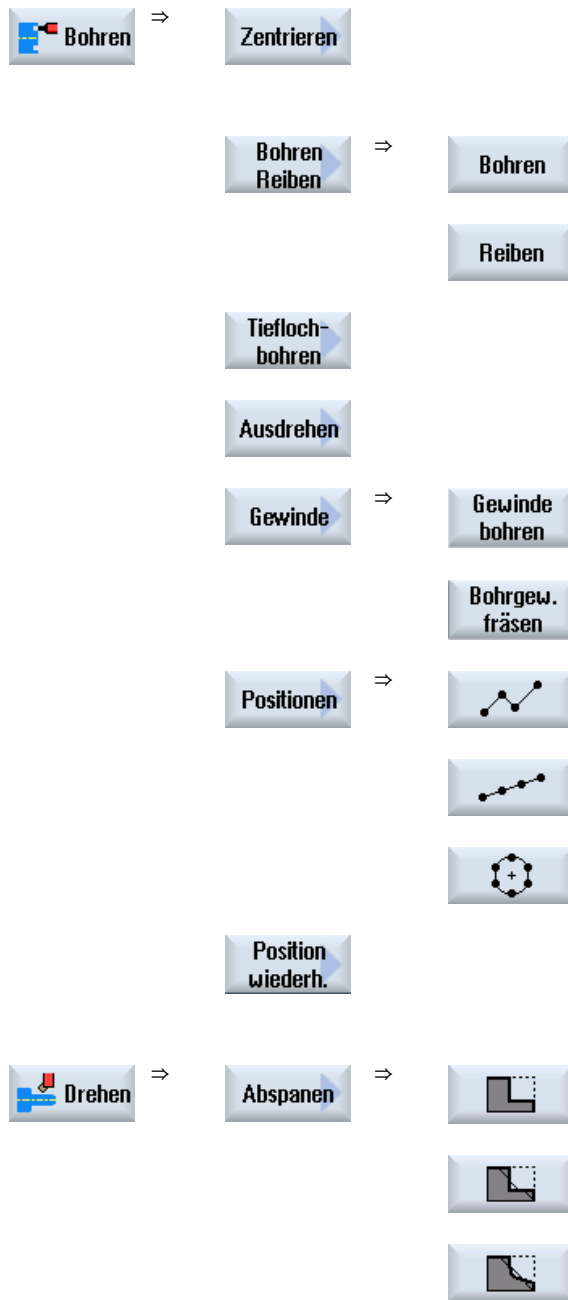 Bohren ⇒ Zentrieren
Bohren
Reiben
⇒
Bohren
Reiben
Tiefloch-
bohren
Ausdrehen
Gewinde
⇒
Gewinde
bohren
Bohrgew.
fräsen
Positionen ⇒
Position
wiederh.
Drehen ⇒ Abspanen ⇒